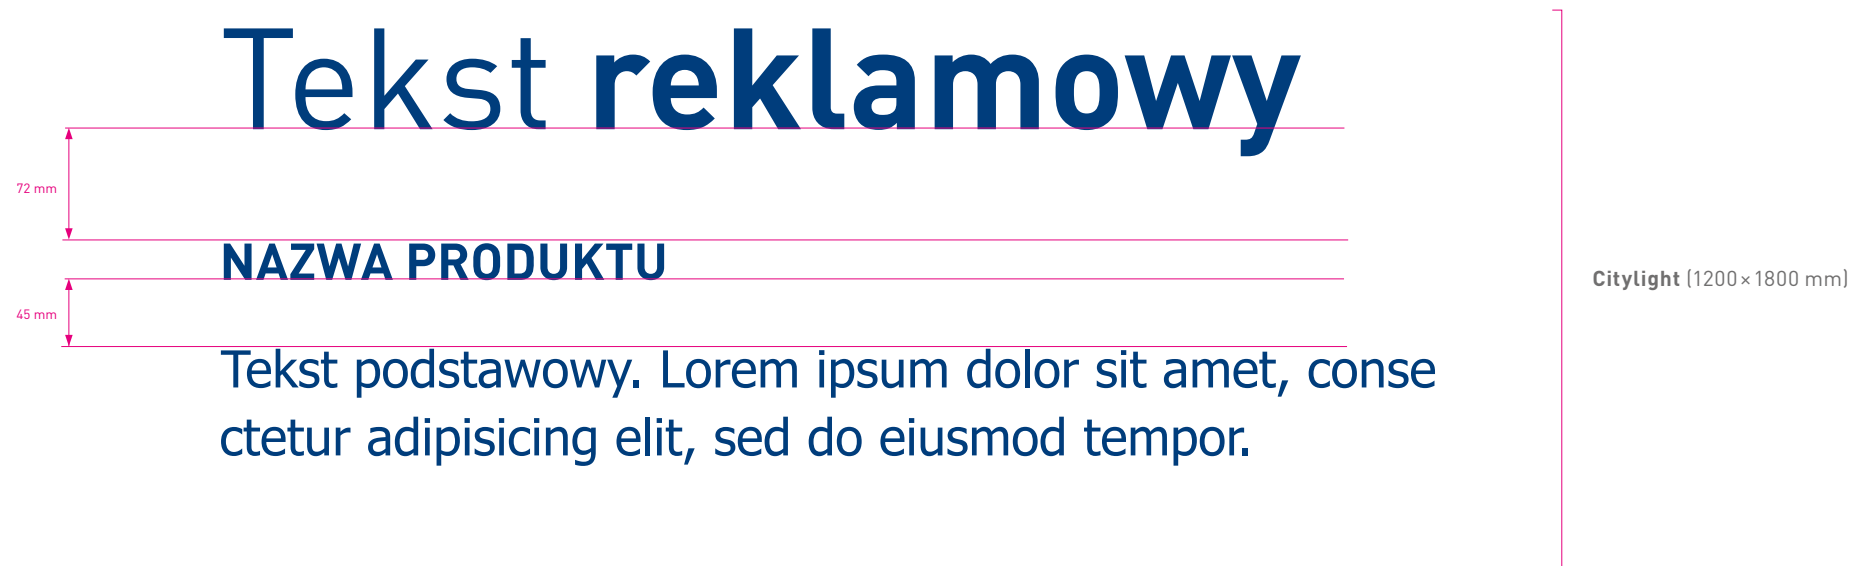 Tekst reklamowy
72 mm
NAZWA PRODUKTU
45 mm
Citylight (1200×1800 mm)
Tekst podstawowy. Lorem ipsum dolor sit amet, conse
ctetur adipisicing elit, sed do eiusmod tempor.